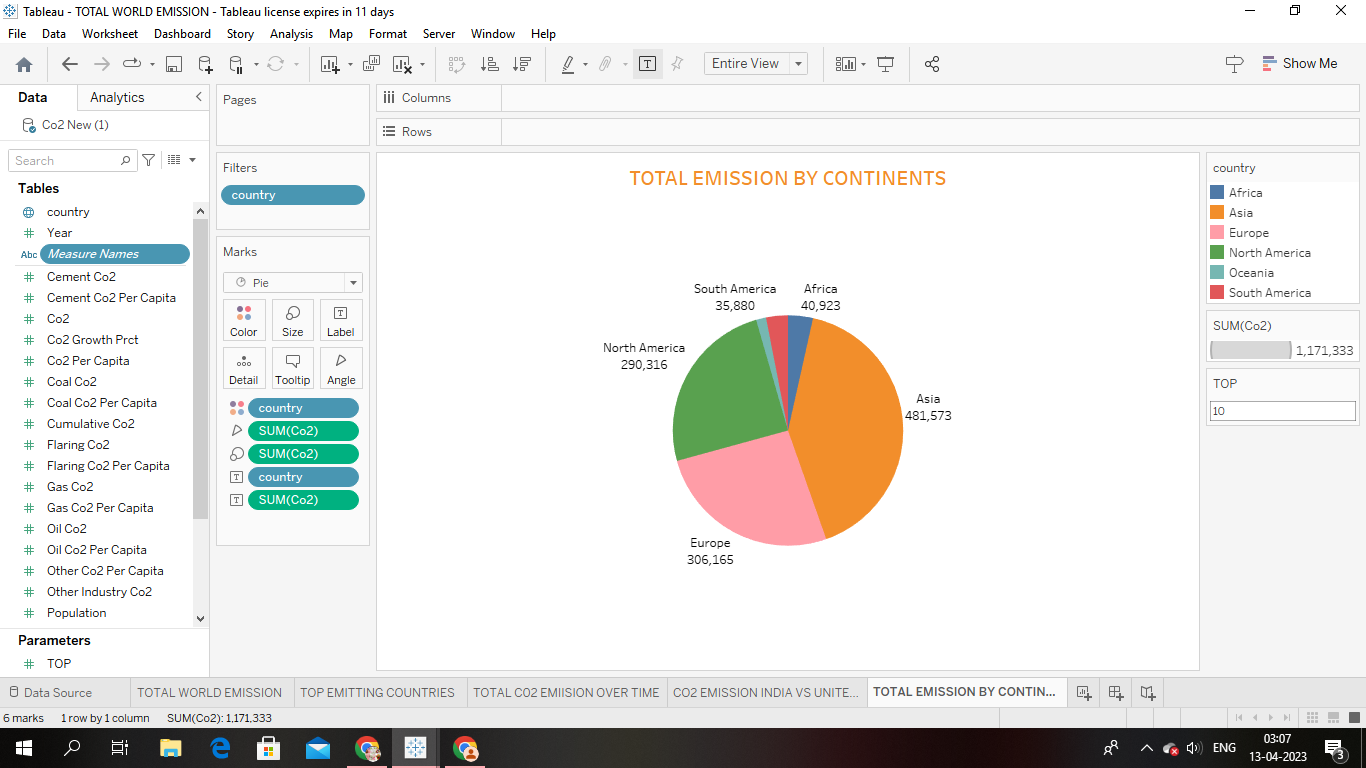 Tableau - TOTAL WORLD EMISSION - Tableau license expires in 11 days
File Data Worksheet Dashboard Story Analysis Map Format Server Window Help
Entire View
Show Me
Data Analytics
Co2 New (1)
Search
Tables
country
Year
Abc Measure Names
Cement Co2
Cement Co2 Per Capita
Co2
Co2 Growth Prct
Co2 Per Capita
Coal Co2
Coal Co2 Per Capita
Cumulative Co2
Flaring Co2
Flaring Co2 Per Capita
Gas Co2
Gas Co2 Per Capita
Oil Co2
Oil Co2 Per Capita
Other Co2 Per Capita
Other Industry Co2
Population
Parameters
TOP
Pages
Filters
country
Marks
Pie
Color Size Label
Detail Tooltip Angle
country
SUM(Co2)
SUM(Co2)
country
SUM(Co2)
Columns
Rows
TOTAL EMISSION BY CONTINENTS
South America
35,880
Africa
40,923
North America
290,316
Asia
481,573
Europe
306,165
country
Africa
Asia
Europe
North America
Oceania
South America
SUM(Co2)
1,171,333
TOP
10
Data Source TOTAL WORLD EMISSION TOP EMITTING COUNTRIES TOTAL C02 EMIISION OVER TIME CO2 EMISSION INDIA VS UNITE... TOTAL EMISSION BY CONTIN...
6 marks 1 row by 1 column SUM(Co2): 1,171,333
ENG
03:07
13-04-2023
3